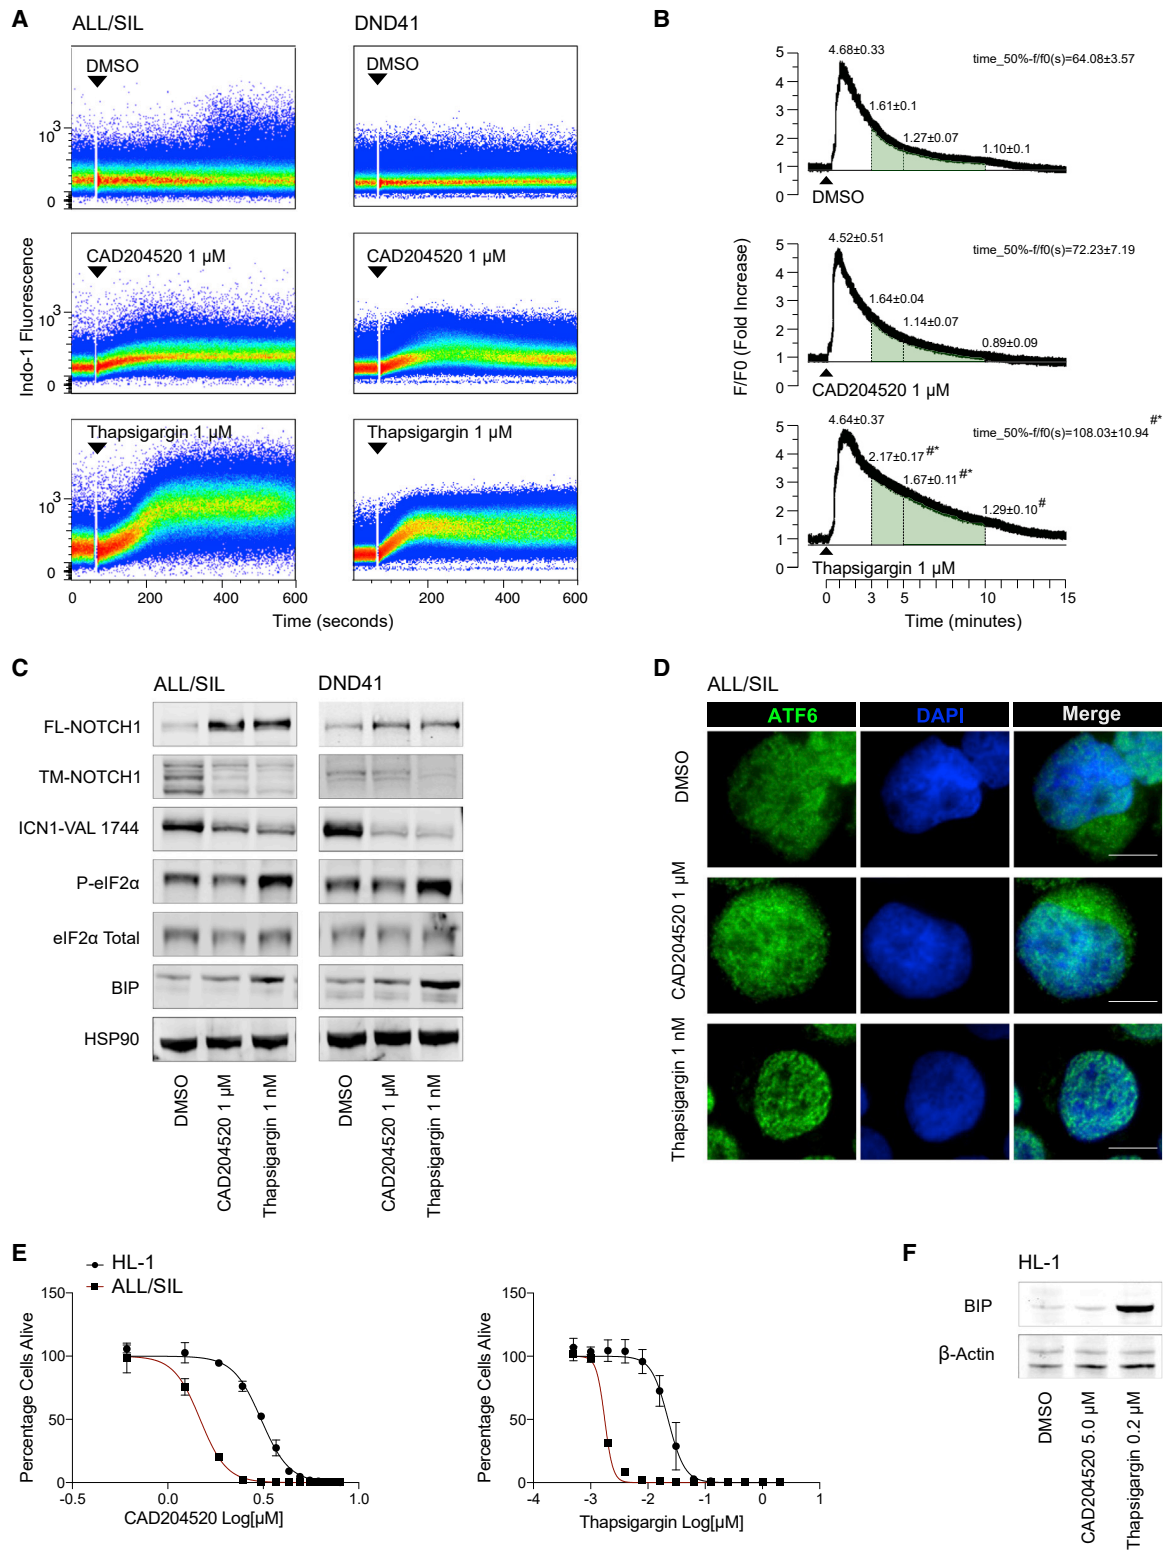 A
ALL/SIL
DND41
DMSO
DMSO
10 3
0
CAD204520 1 µM
CAD204520 1 µM
10 3
0
Thapsigargin 1 µM
Thapsigargin 1 µM
10 3
0
Indo-1 Fluorescence
0 200 400 600
0 200 400 600
Time (seconds)
Time (seconds)
B
5
4
3
2
1
0
4.68±0.33
time_50%-f/f0(s)=64.08±3.57
1.61±0.1
1.27±0.07
1.10±0.1
DMSO
5
4
3
2
1
0
4.52±0.51
time_50%-f/f0(s)=72.23±7.19
1.64±0.04
1.14±0.07
0.89±0.09
CAD204520 1 µM
5
4
3
2
1
0
4.64±0.37
time_50%-f/f0(s)=108.03±10.94 #*
2.17±0.17 #*
1.67±0.11 #*
1.29±0.10 #
Thapsigargin 1 µM
F/F0 (Fold Increase)
0 3 5 10 15
Time (minutes)
C
ALL/SIL
DND41
FL-NOTCH1
TM-NOTCH1
ICN1-VAL 1744
P-eIF2α
eIF2α Total
BIP
HSP90
DMSO
CAD204520 1 µM
Thapsigargin 1 nM
DMSO
CAD204520 1 µM
Thapsigargin 1 nM
D
ALL/SIL
ATF6
DAPI
Merge
DMSO
CAD204520 1 µM
Thapsigargin 1 nM
E
HL-1
ALL/SIL
150
100
50
0
Percentage Cells Alive
-0.5 0.0 0.5 1.0
CAD204520 Log[µM]
150
100
50
0
Percentage Cells Alive
-4 -3 -2 -1 0 1
Thapsigargin Log[µM]
F
HL-1
BIP
β-Actin
DMSO
CAD204520 5.0 µM
Thapsigargin 0.2 µM